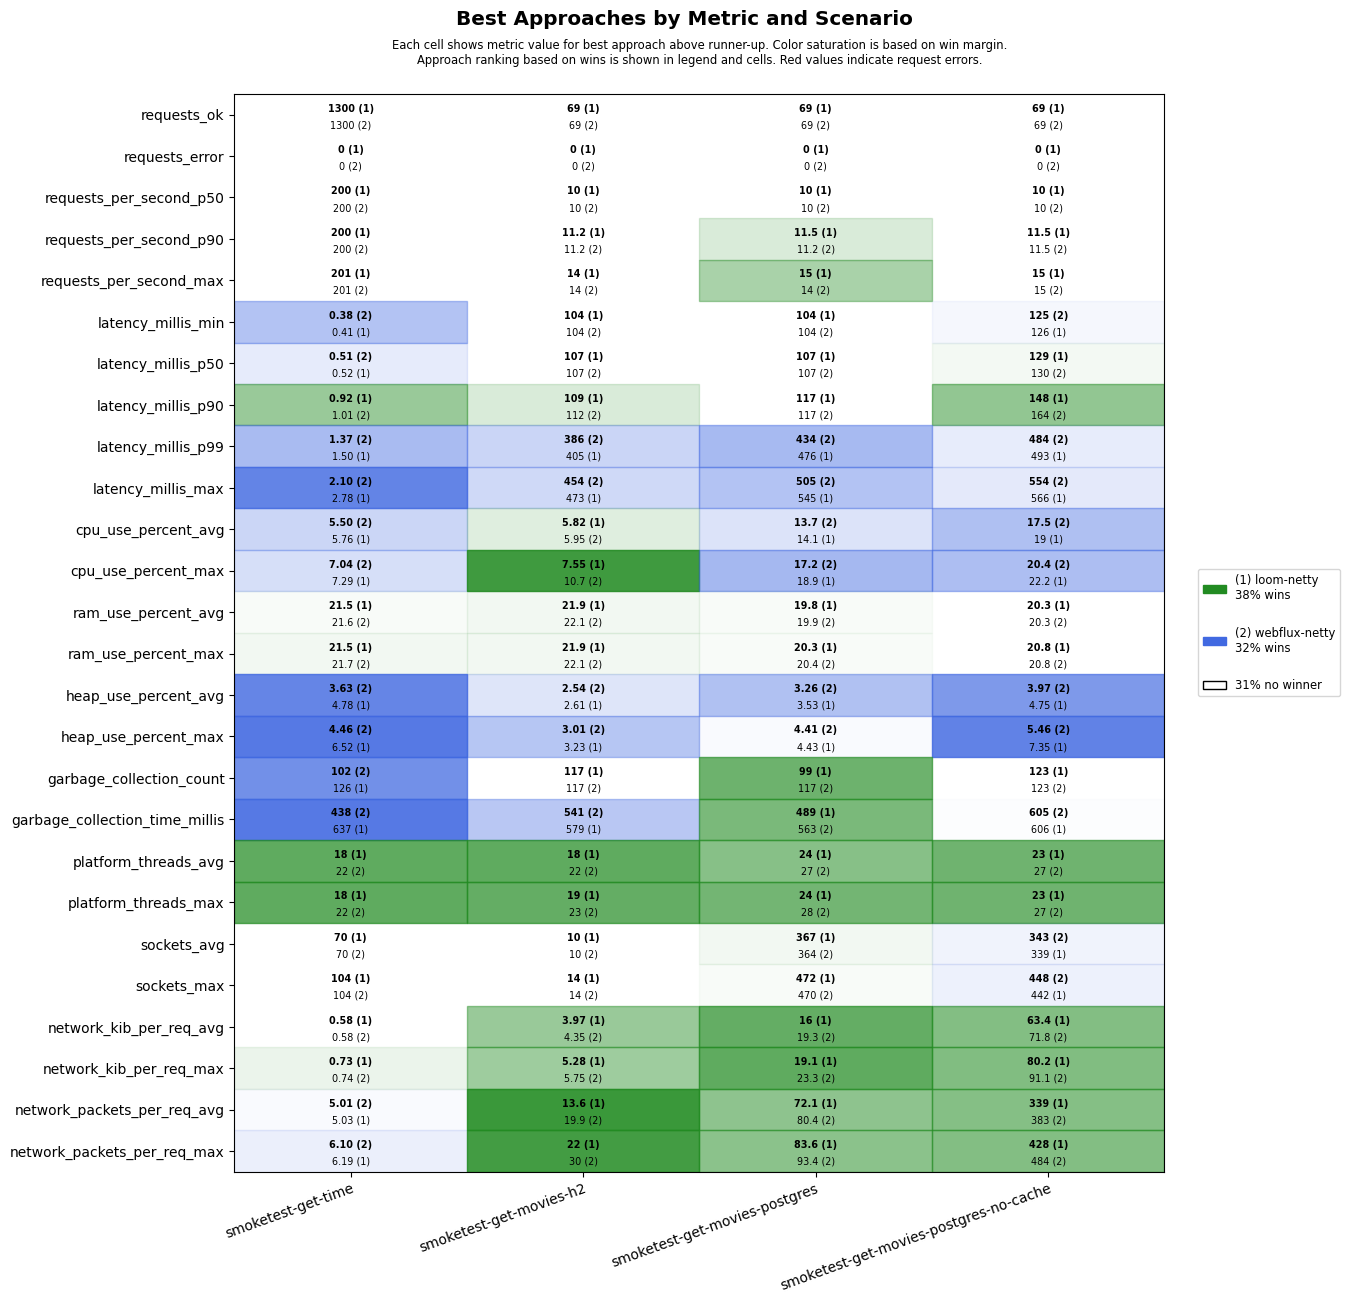 Best Approaches by Metric and Scenario
Each cell shows metric value for best approach above runner-up. Color saturation is based on win margin.
Approach ranking based on wins is shown in legend and cells. Red values indicate request errors.
requests_ok
1300 (1) 69 (1) 69 (1) 69 (1)
1300 (2) 69 (2) 69 (2) 69 (2)
requests_error
0 (1) 0 (1) 0 (1) 0 (1)
0 (2) 0 (2) 0 (2) 0 (2)
requests_per_second_p50
200 (1) 10 (1) 10 (1) 10 (1)
200 (2) 10 (2) 10 (2) 10 (2)
requests_per_second_p90
200 (1) 11.2 (1) 11.5 (1) 11.5 (1)
200 (2) 11.2 (2) 11.2 (2) 11.5 (2)
requests_per_second_max
201 (1) 14 (1) 15 (1) 15 (1)
201 (2) 14 (2) 14 (2) 15 (2)
latency_millis_min
0.38 (2) 104 (1) 104 (1) 125 (2)
0.41 (1) 104 (2) 104 (2) 126 (1)
latency_millis_p50
0.51 (2) 107 (1) 107 (1) 129 (1)
0.52 (1) 107 (2) 107 (2) 130 (2)
latency_millis_p90
0.92 (1) 109 (1) 117 (1) 148 (1)
1.01 (2) 112 (2) 117 (2) 164 (2)
latency_millis_p99
1.37 (2) 386 (2) 434 (2) 484 (2)
1.50 (1) 405 (1) 476 (1) 493 (1)
latency_millis_max
2.10 (2) 454 (2) 505 (2) 554 (2)
2.78 (1) 473 (1) 545 (1) 566 (1)
cpu_use_percent_avg
5.50 (2) 5.82 (1) 13.7 (2) 17.5 (2)
5.76 (1) 5.95 (2) 14.1 (1) 19 (1)
cpu_use_percent_max
7.04 (2) 7.55 (1) 17.2 (2) 20.4 (2)
7.29 (1) 10.7 (2) 18.9 (1) 22.2 (1)
ram_use_percent_avg
21.5 (1) 21.9 (1) 19.8 (1) 20.3 (1)
21.6 (2) 22.1 (2) 19.9 (2) 20.3 (2)
ram_use_percent_max
21.5 (1) 21.9 (1) 20.3 (1) 20.8 (1)
21.7 (2) 22.1 (2) 20.4 (2) 20.8 (2)
heap_use_percent_avg
3.63 (2) 2.54 (2) 3.26 (2) 3.97 (2)
4.78 (1) 2.61 (1) 3.53 (1) 4.75 (1)
heap_use_percent_max
4.46 (2) 3.01 (2) 4.41 (2) 5.46 (2)
6.52 (1) 3.23 (1) 4.43 (1) 7.35 (1)
garbage_collection_count
102 (2) 117 (1) 99 (1) 123 (1)
126 (1) 117 (2) 117 (2) 123 (2)
garbage_collection_time_millis
438 (2) 541 (2) 489 (1) 605 (2)
637 (1) 579 (1) 563 (2) 606 (1)
platform_threads_avg
18 (1) 18 (1) 24 (1) 23 (1)
22 (2) 22 (2) 27 (2) 27 (2)
platform_threads_max
18 (1) 19 (1) 24 (1) 23 (1)
22 (2) 23 (2) 28 (2) 27 (2)
sockets_avg
70 (1) 10 (1) 367 (1) 343 (2)
70 (2) 10 (2) 364 (2) 339 (1)
sockets_max
104 (1) 14 (1) 472 (1) 448 (2)
104 (2) 14 (2) 470 (2) 442 (1)
network_kib_per_req_avg
0.58 (1) 3.97 (1) 16 (1) 63.4 (1)
0.58 (2) 4.35 (2) 19.3 (2) 71.8 (2)
network_kib_per_req_max
0.73 (1) 5.28 (1) 19.1 (1) 80.2 (1)
0.74 (2) 5.75 (2) 23.3 (2) 91.1 (2)
network_packets_per_req_avg
5.01 (2) 13.6 (1) 72.1 (1) 339 (1)
5.03 (1) 19.9 (2) 80.4 (2) 383 (2)
network_packets_per_req_max
6.10 (2) 22 (1) 83.6 (1) 428 (1)
6.19 (1) 30 (2) 93.4 (2) 484 (2)
smoketest-get-time
smoketest-get-movies-h2
smoketest-get-movies-postgres
smoketest-get-movies-postgres-no-cache
(1) loom-netty
38% wins
(2) webflux-netty
32% wins
31% no winner